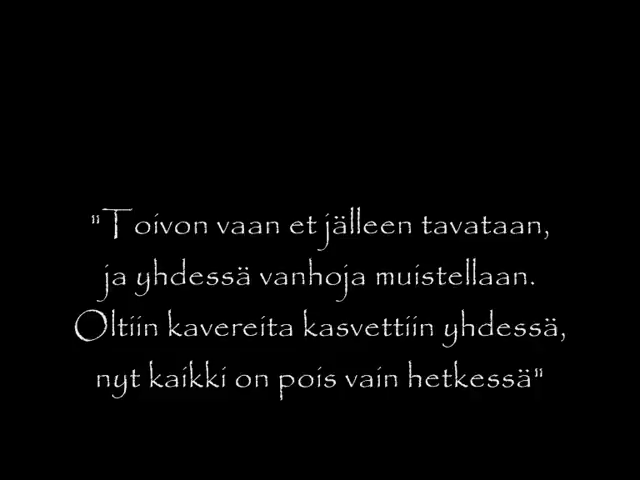 "Toivon vaan et jälleen tavataan,
ja yhdessä vanhoja muistellaan.
Oltiin kavereita kasvettiin yhdessä,
nyt kaikki on pois vain hetkessä"